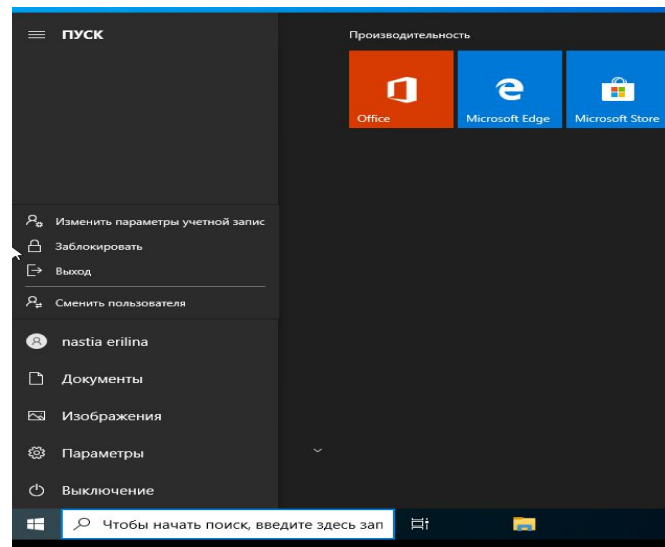 ПУСК
Производительность
Office
Microsoft Edge
Microsoft Store
Изменить параметры учетной запис
Заблокировать
Выход
Сменить пользователя
nastia erilina
Документы
Изображения
Параметры
Выключение
Чтобы начать поиск, введите здесь зап